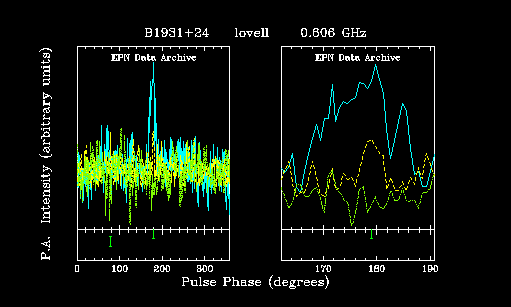 B1931+24 lovell 0.606 GHz
EPN Data Archive EPN Data Archive
P.A. Intensity (arbitrary units)
0 100 200 300 170 180 190
Pulse Phase (degrees)